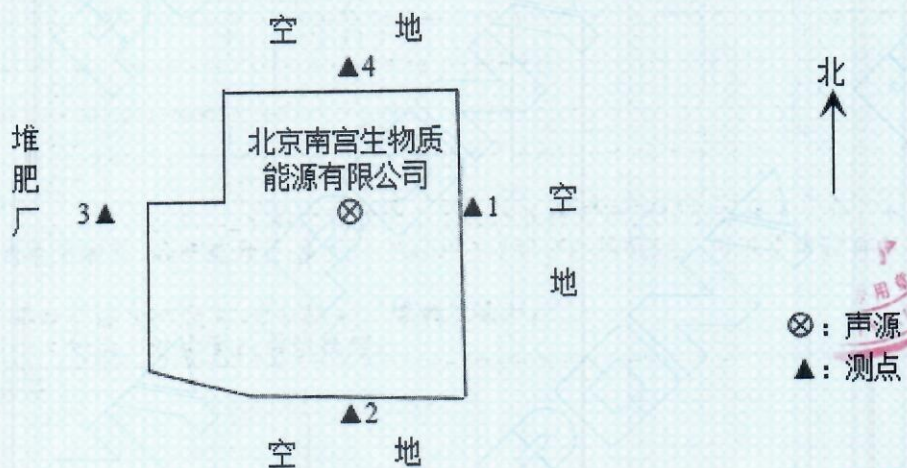 空 地
▲4
北
堆肥厂
北京南宫生物质
能源有限公司
3▲
▲1
空地
⊗：声源
▲：测点
▲2
空 地